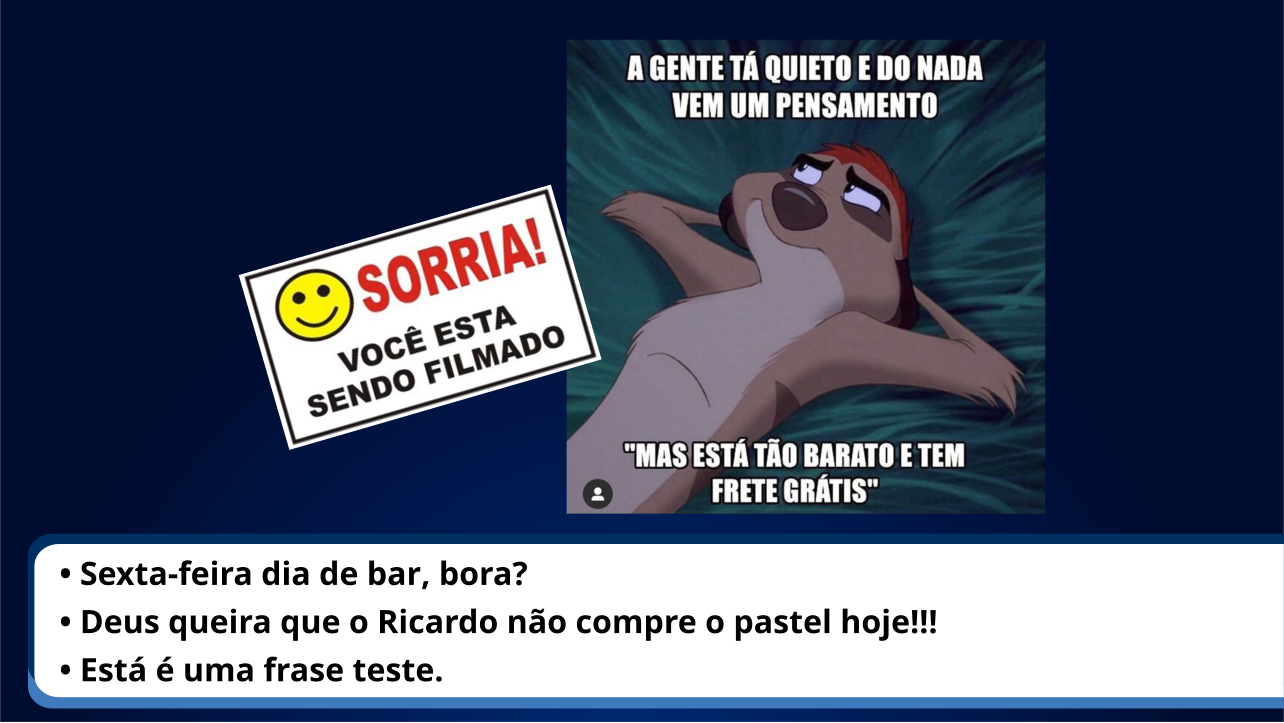 A GENTE TÁ QUIETO E DO NADA
VEM UM PENSAMENTO
SORRIA!
VOCÊ ESTA
SENDO FILMADO
"MAS ESTÁ TÃO BARATO E TEM
FRETE GRÁTIS"
• Sexta-feira dia de bar, bora?
• Deus queira que o Ricardo não compre o pastel hoje!!!
• Está é uma frase teste.